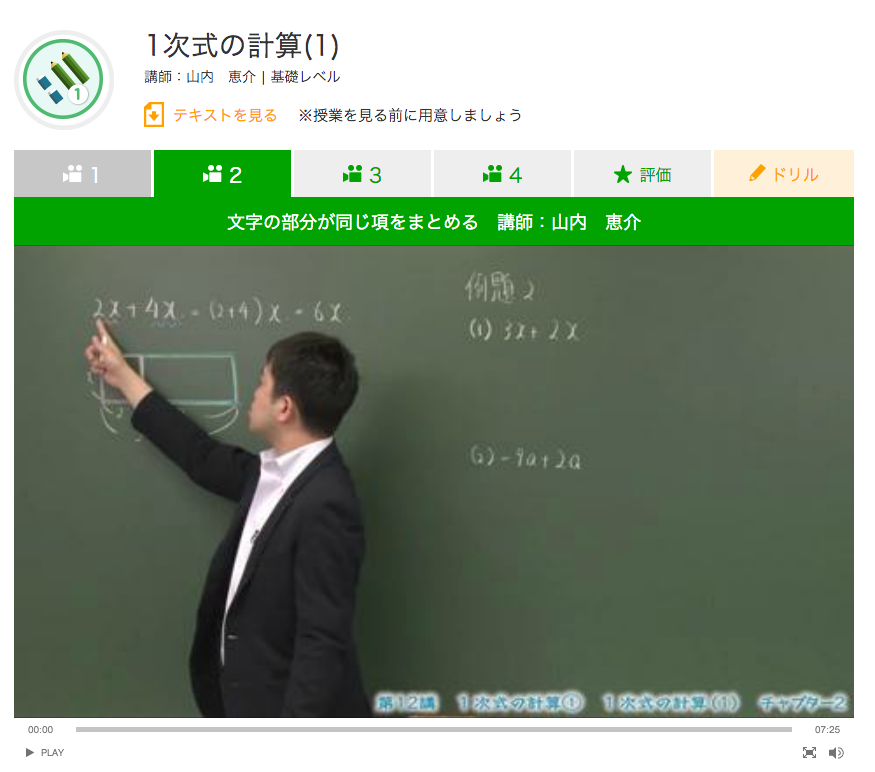 1次式の計算(1)
講師：山内　恵介 | 基礎レベル
テキストを見る　※授業を見る前に用意しましょう
1
1 2 3 4 評価 ドリル
文字の部分が同じ項をまとめる　講師：山内　恵介
2x+4x=(2+4)x=6x
例題2
(1) 3x+2x
(2) -9a+2a
第12講　1次式の計算①　1次式の計算(1)　チャプター2
00:00 07:25
PLAY